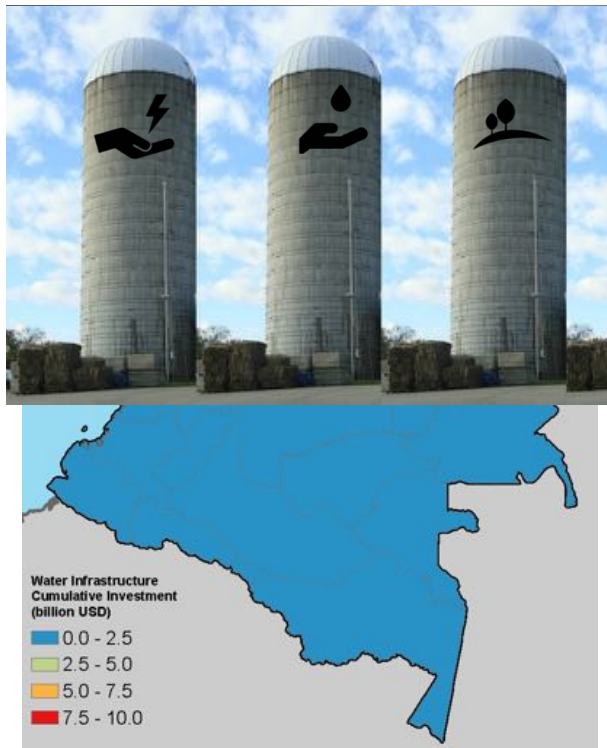 Water Infrastructure
Cumulative Investment
(billion USD)
0.0 - 2.5
2.5 - 5.0
5.0 - 7.5
7.5 - 10.0